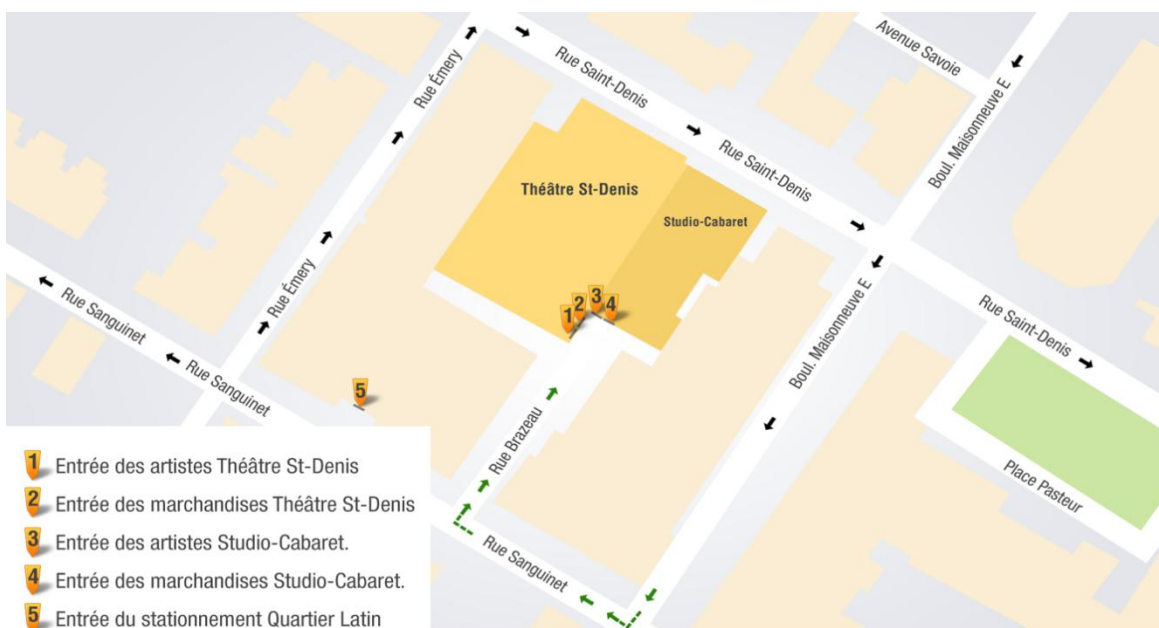 Avenue Savoie
Rue Émery
Rue Saint-Denis
Rue Saint-Denis
Boul. Maisonneuve E
Théâtre St-Denis
Studio-Cabaret
Rue Émery
Rue Sanguinet
Rue Sanguinet
1
2
3
4
Boul. Maisonneuve E
Rue Saint-Denis
5
Rue Brazeau
Place Pasteur
Rue Sanguinet
1 Entrée des artistes Théâtre St-Denis
2 Entrée des marchandises Théâtre St-Denis
3 Entrée des artistes Studio-Cabaret.
4 Entrée des marchandises Studio-Cabaret.
5 Entrée du stationnement Quartier Latin